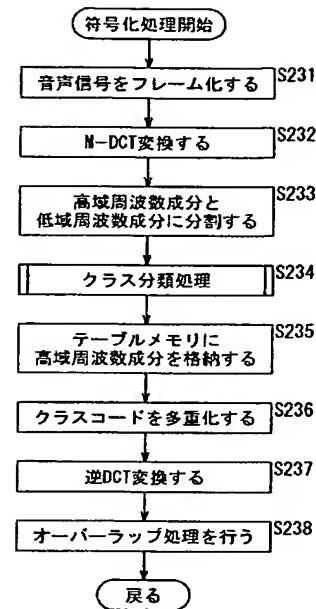 符号化処理開始
音声信号をフレーム化する S231
M-DCT変換する S232
高域周波数成分と S233
低域周波数成分に分割する
クラス分類処理 S234
テーブルメモリに S235
高域周波数成分を格納する
クラスコードを多重化する S236
逆DCT変換する S237
オーバーラップ処理を行う S238
戻る